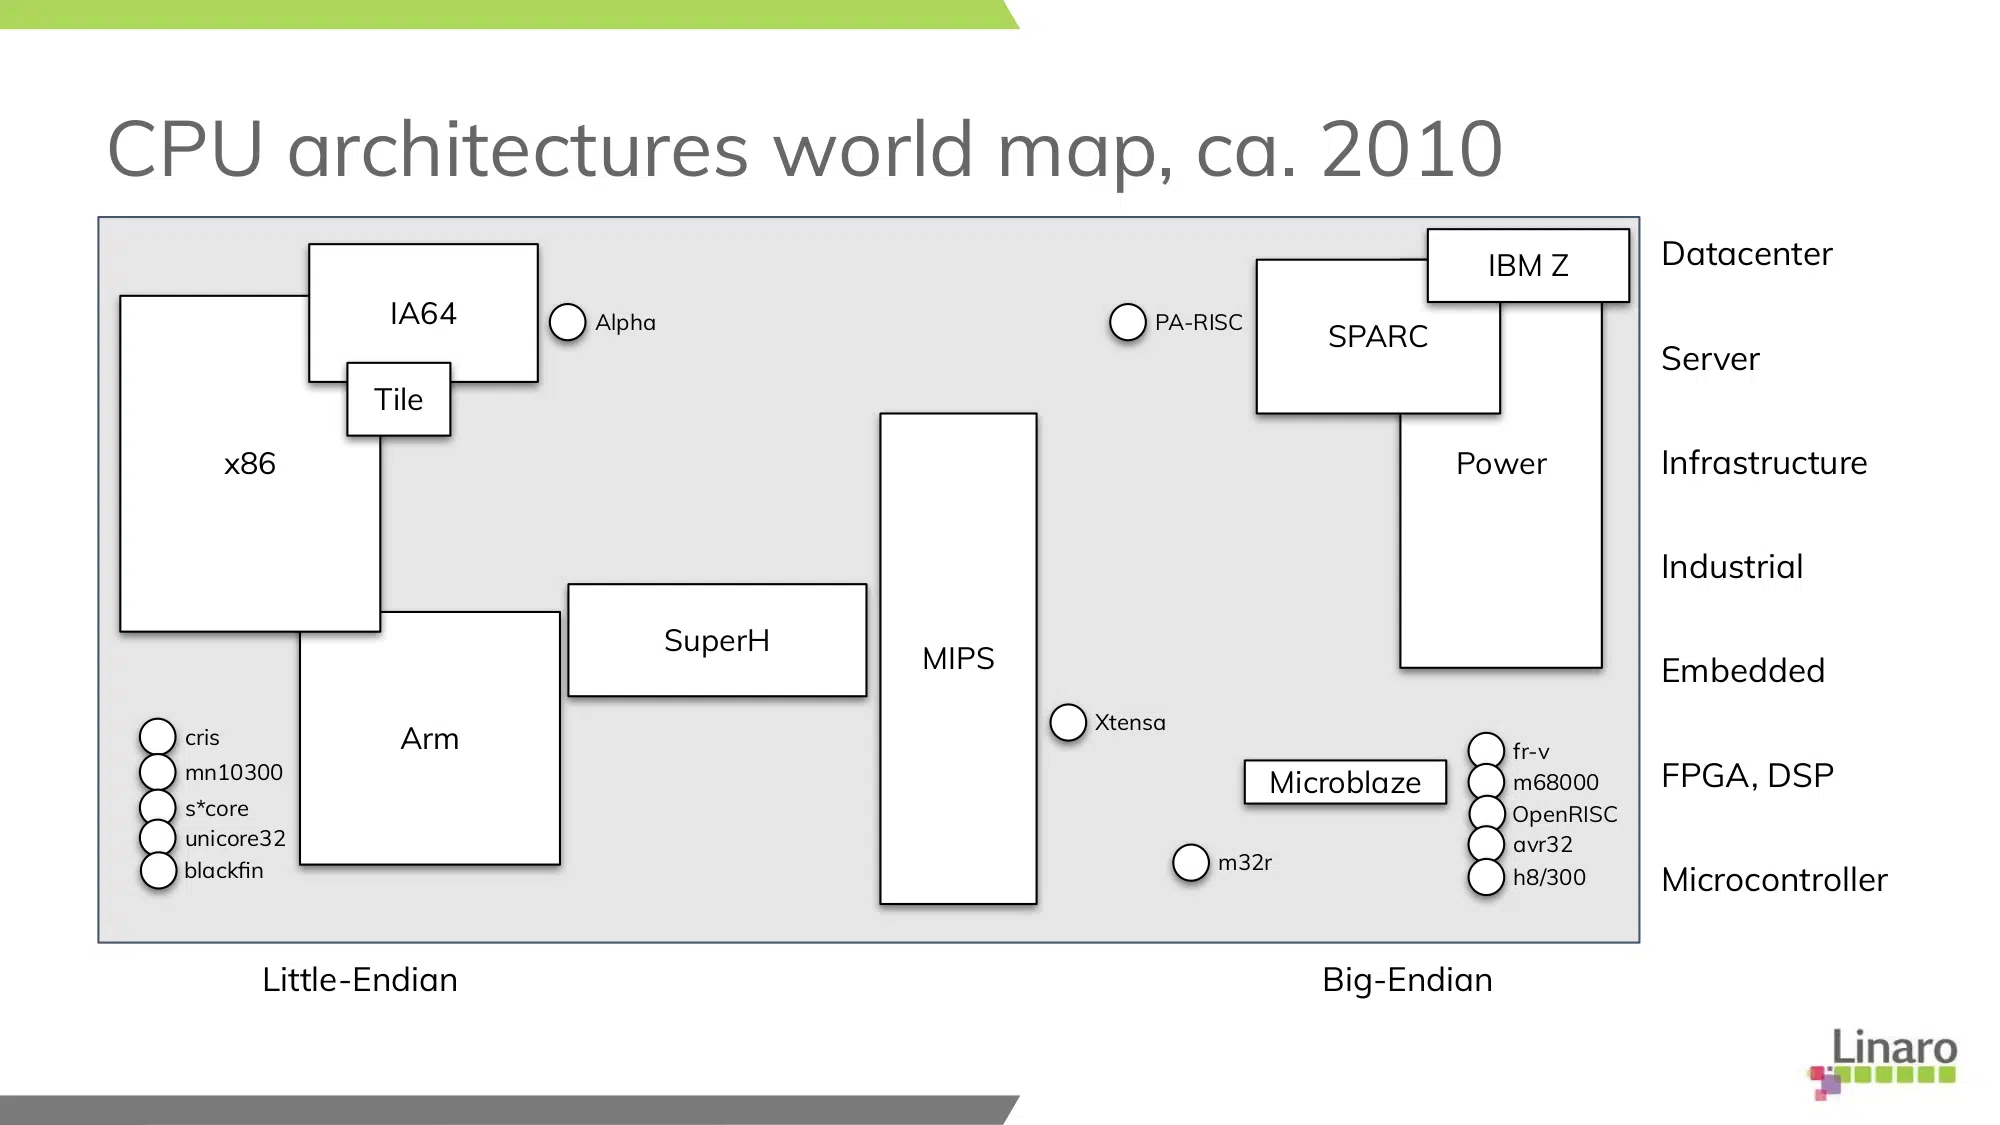 CPU architectures world map, ca. 2010
IBM Z
Datacenter
IA64
Alpha
PA-RISC
SPARC
Server
Tile
x86
Power
Infrastructure
Industrial
SuperH
MIPS
Embedded
Arm
Xtensa
cris
mn10300
s*core
unicore32
blackfin
Microblaze
m32r
fr-v
m68000
OpenRISC
avr32
h8/300
FPGA, DSP
Microcontroller
Little-Endian
Big-Endian
Linaro